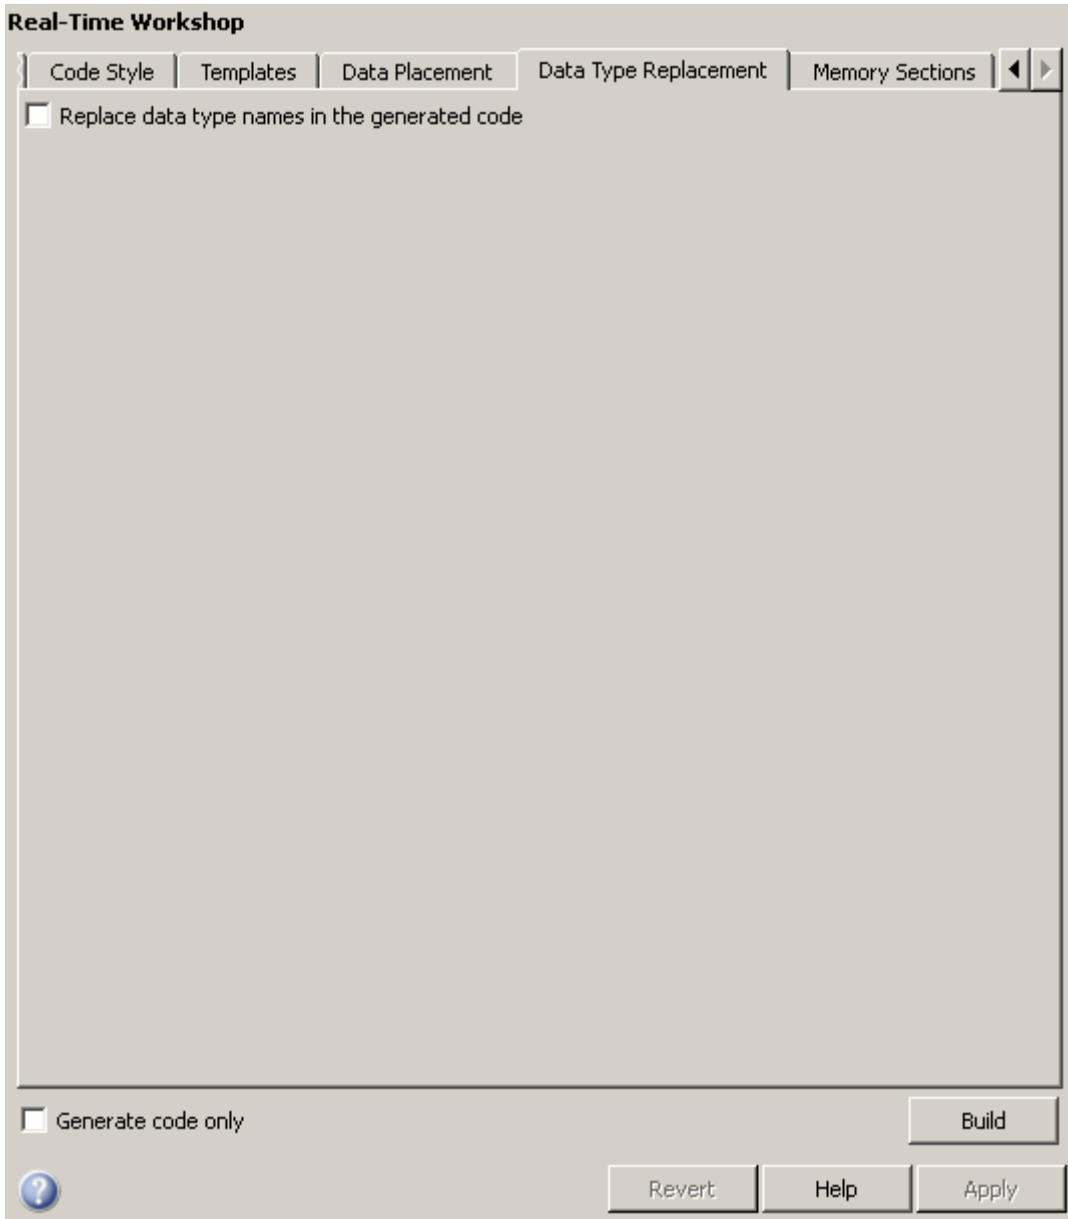 Real-Time Workshop
Code Style Templates Data Placement Data Type Replacement Memory Sections
Replace data type names in the generated code
Generate code only Build
? Revert Help Apply